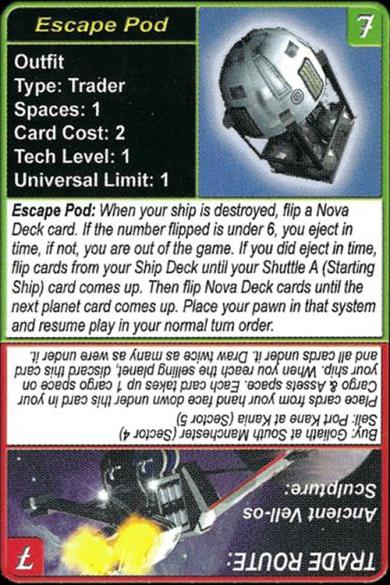 Escape Pod
7
Outfit
Type: Trader
Spaces: 1
Card Cost: 2
Tech Level: 1
Universal Limit: 1
Escape Pod: When your ship is destroyed, flip a Nova
Deck card. If the number flipped is under 6, you eject in
time, if not, you are out of the game. If you did eject in time,
flip cards from your Ship Deck until your Shuttle A (Starting
Ship) card comes up. Then flip Nova Deck cards until the
next planet card comes up. Place your pawn in that system
and resume play in your normal turn order.
TRADE ROUTE:
7
Ancient Vell-os
Sculpture:
Buy: Goliath at South Manchester (Sector 4)
Sell: Port Kane at Kania (Sector 5)
Place cards from your hand face down under this card in your
Cargo & Assets space. Each card takes up 1 cargo space on
your ship. When you reach the selling planet, discard this card
and all cards under it. Draw twice as many as were under it.